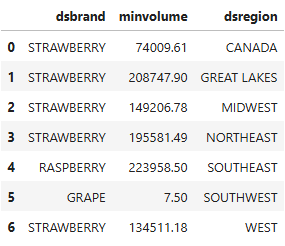 dsbrand minvolume dsregion
0 STRAWBERRY 74009.61 CANADA
1 STRAWBERRY 208747.90 GREAT LAKES
2 STRAWBERRY 149206.78 MIDWEST
3 STRAWBERRY 195581.49 NORTHEAST
4 RASPBERRY 223958.50 SOUTHEAST
5 GRAPE 7.50 SOUTHWEST
6 STRAWBERRY 134511.18 WEST